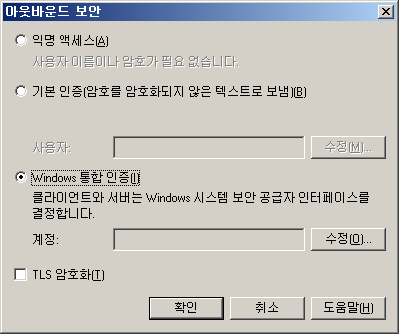 아웃바운드 보안
익명 액세스(A)
사용자 이름이나 암호가 필요 없습니다.
기본 인증(암호를 암호화되지 않은 텍스트로 보냄)(B)
사용자:
수정(M)...
Windows 통합 인증(I)
클라이언트와 서버는 Windows 시스템 보안 공급자 인터페이스를
결정합니다.
계정:
수정(O)...
TLS 암호화(T)
확인
취소
도움말(H)